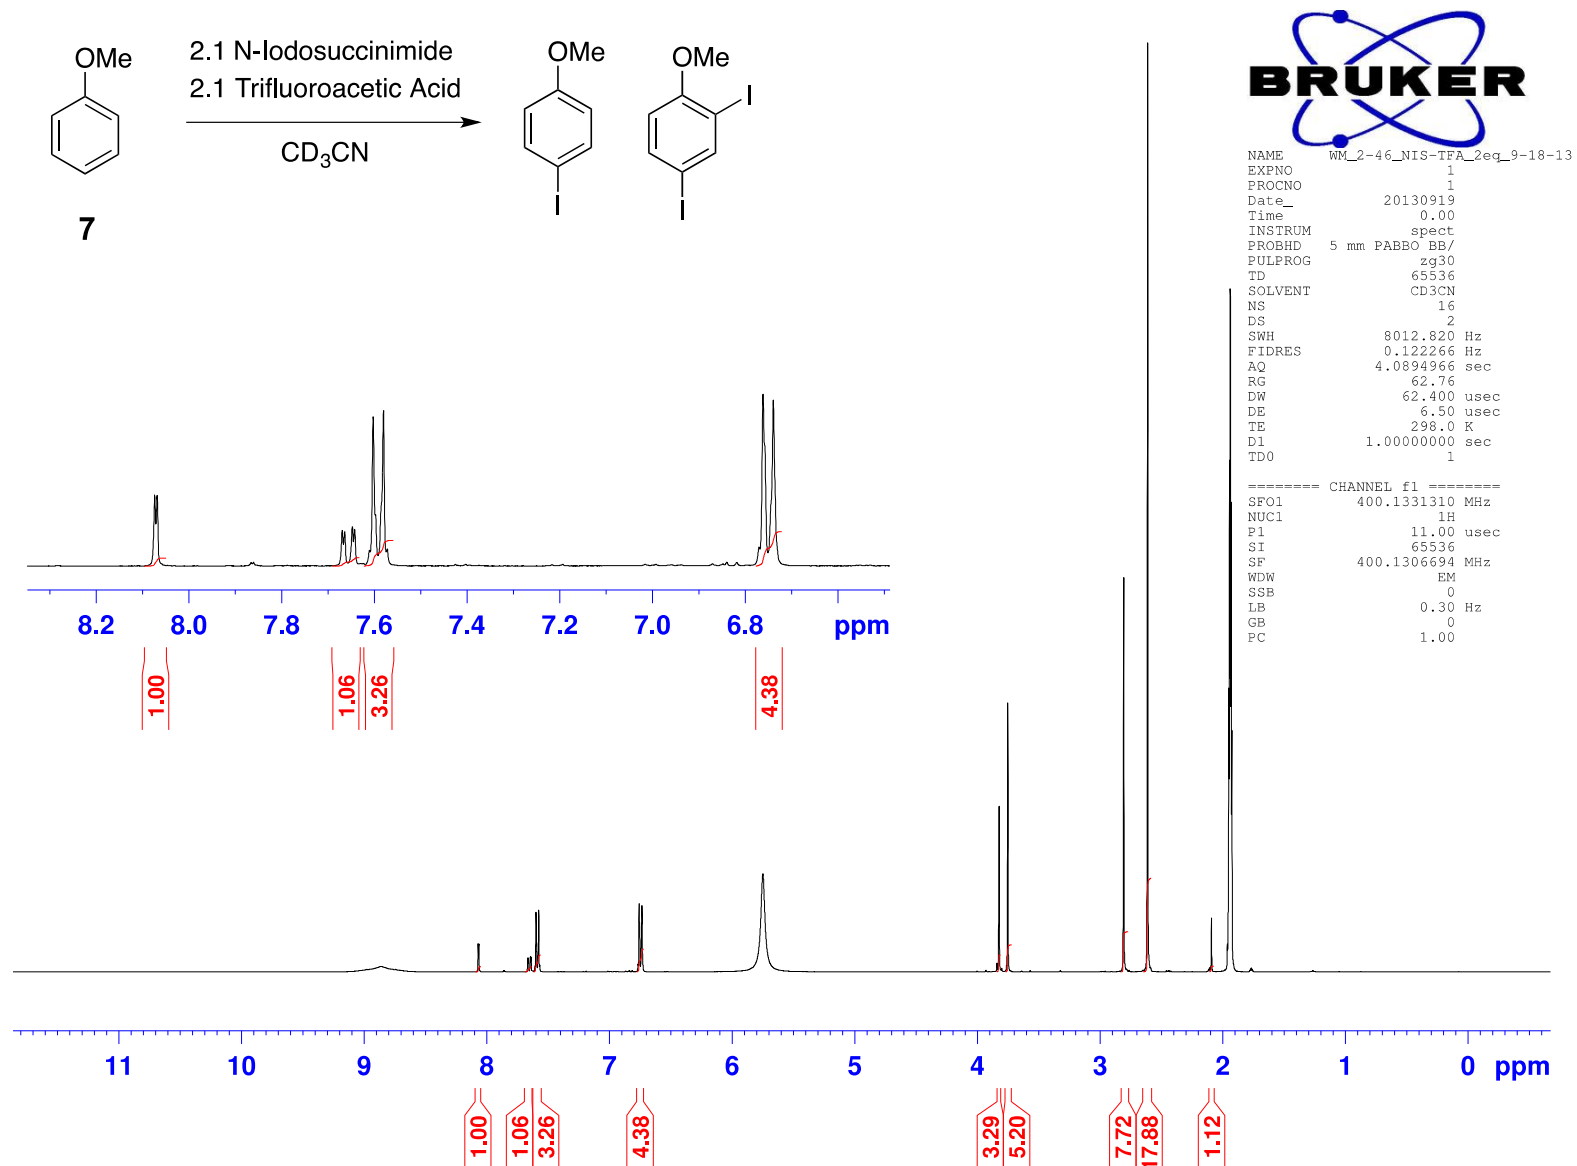 OMe
2.1 N-Iodosuccinimide
2.1 Trifluoroacetic Acid
CD3CN
OMe
I
OMe
I
I
7
BRUKER
NAME WM_2-46_NIS-TFA_2eq_9-18-13
EXPNO 1
PROCNO 1
Date_ 20130919
Time 0.00
INSTRUM spect
PROBHD 5 mm PABBO BB/
PULPROG zg30
TD 65536
SOLVENT CD3CN
NS 16
DS 2
SWH 8012.820 Hz
FIDRES 0.122266 Hz
AQ 4.0894966 sec
RG 62.76
DW 62.400 usec
DE 6.50 usec
TE 298.0 K
D1 1.00000000 sec
TD0 1
======== CHANNEL f1 ========
SFO1 400.1331310 MHz
NUC1 1H
P1 11.00 usec
SI 65536
SF 400.1306694 MHz
WDW EM
SSB 0
LB 0.30 Hz
GB 0
PC 1.00
8.2 8.0 7.8 7.6 7.4 7.2 7.0 6.8 ppm
1.00 1.06 3.26 4.38
11 10 9 8 7 6 5 4 3 2 1 0 ppm
1.00 1.06 3.26 4.38 3.29 5.20 7.72 17.88 1.12